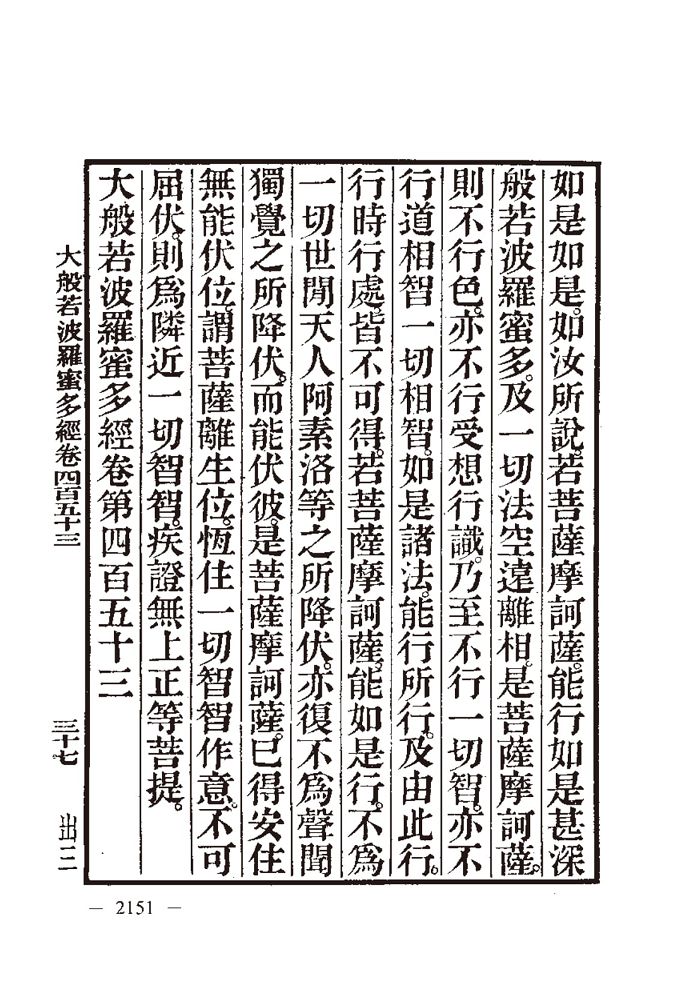 如是如是。如汝所說。若菩薩摩訶薩。能行如是甚深
般若波羅蜜多。及一切法空遠離相。是菩薩摩訶薩。
則不行色。亦不行受想行識。乃至不行一切智。亦不
行道相智一切相智。如是諸法。能行所行。及由此行。
行時行處。皆不可得。若菩薩摩訶薩。能如是行。不爲
一切世閒天人阿素洛等之所降伏。亦復不爲聲聞
獨覺之所降伏。而能伏彼。是菩薩摩訶薩。已得安住
無能伏位。謂菩薩離生位。恆住一切智智作意。不可
屈伏。則爲隣近一切智智。疾證無上正等菩提。
大般若波羅蜜多經卷第四百五十三
大般若波羅蜜多經卷四百五十三 三十七 出三
— 2151 —